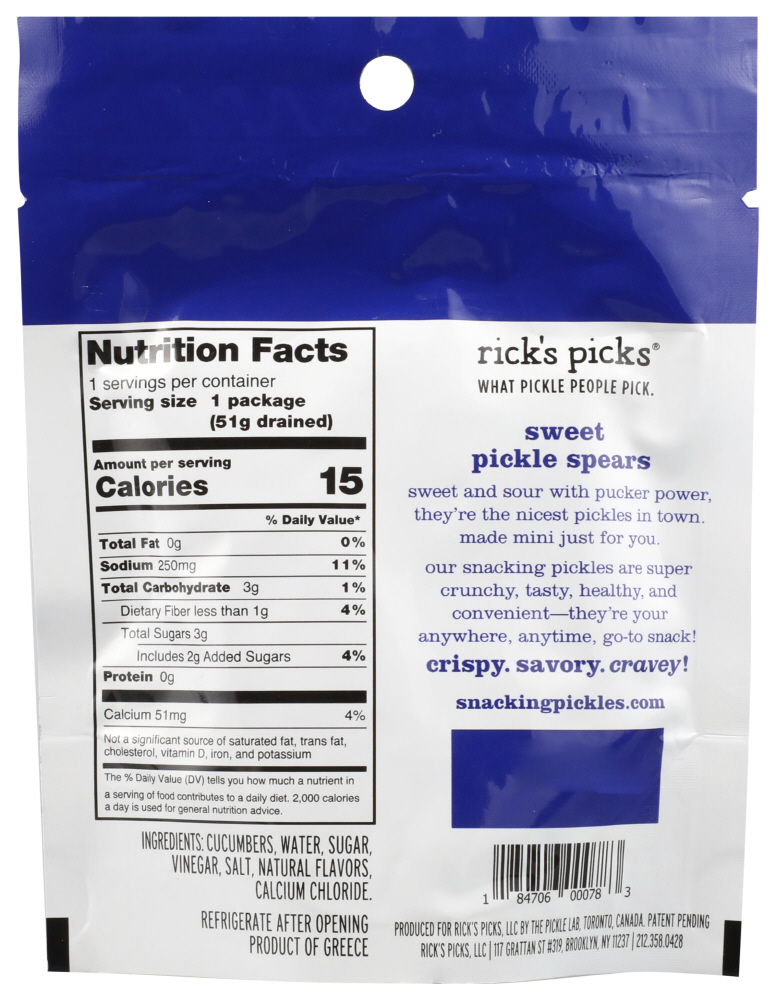 Nutrition Facts
1 servings per container
Serving size 1 package
(51g drained)
Amount per serving
Calories 15
% Daily Value*
Total Fat 0g 0%
Sodium 250mg 11%
Total Carbohydrate 3g 1%
Dietary Fiber less than 1g 4%
Total Sugars 3g
Includes 2g Added Sugars 4%
Protein 0g
Calcium 51mg 4%
Not a significant source of saturated fat, trans fat,
cholesterol, vitamin D, iron, and potassium
The % Daily Value (DV) tells you how much a nutrient in
a serving of food contributes to a daily diet. 2,000 calories
a day is used for general nutrition advice.
INGREDIENTS: CUCUMBERS, WATER, SUGAR,
VINEGAR, SALT, NATURAL FLAVORS,
CALCIUM CHLORIDE.
REFRIGERATE AFTER OPENING
PRODUCT OF GREECE
rick's picks®
WHAT PICKLE PEOPLE PICK.
sweet
pickle spears
sweet and sour with pucker power,
they're the nicest pickles in town.
made mini just for you.
our snacking pickles are super
crunchy, tasty, healthy, and
convenient—they're your
anywhere, anytime, go-to snack!
crispy. savory. cravey!
snackingpickles.com
1 84706 00078 3
PRODUCED FOR RICK'S PICKS, LLC BY THE PICKLE LAB, TORONTO, CANADA. PATENT PENDING
RICK'S PICKS, LLC | 117 GRATTAN ST #319, BROOKLYN, NY 11237 | 212.358.0428